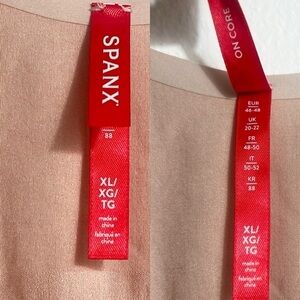 SPANX
88
XL/
XG/
TG
made in
china
fabriqué en
chine
ON CORE
EUR
46-48
UK
20-22
FR
48-50
IT
50-52
KR
88
XL/
XG/
TG
made in
china
fabriqué en
chine